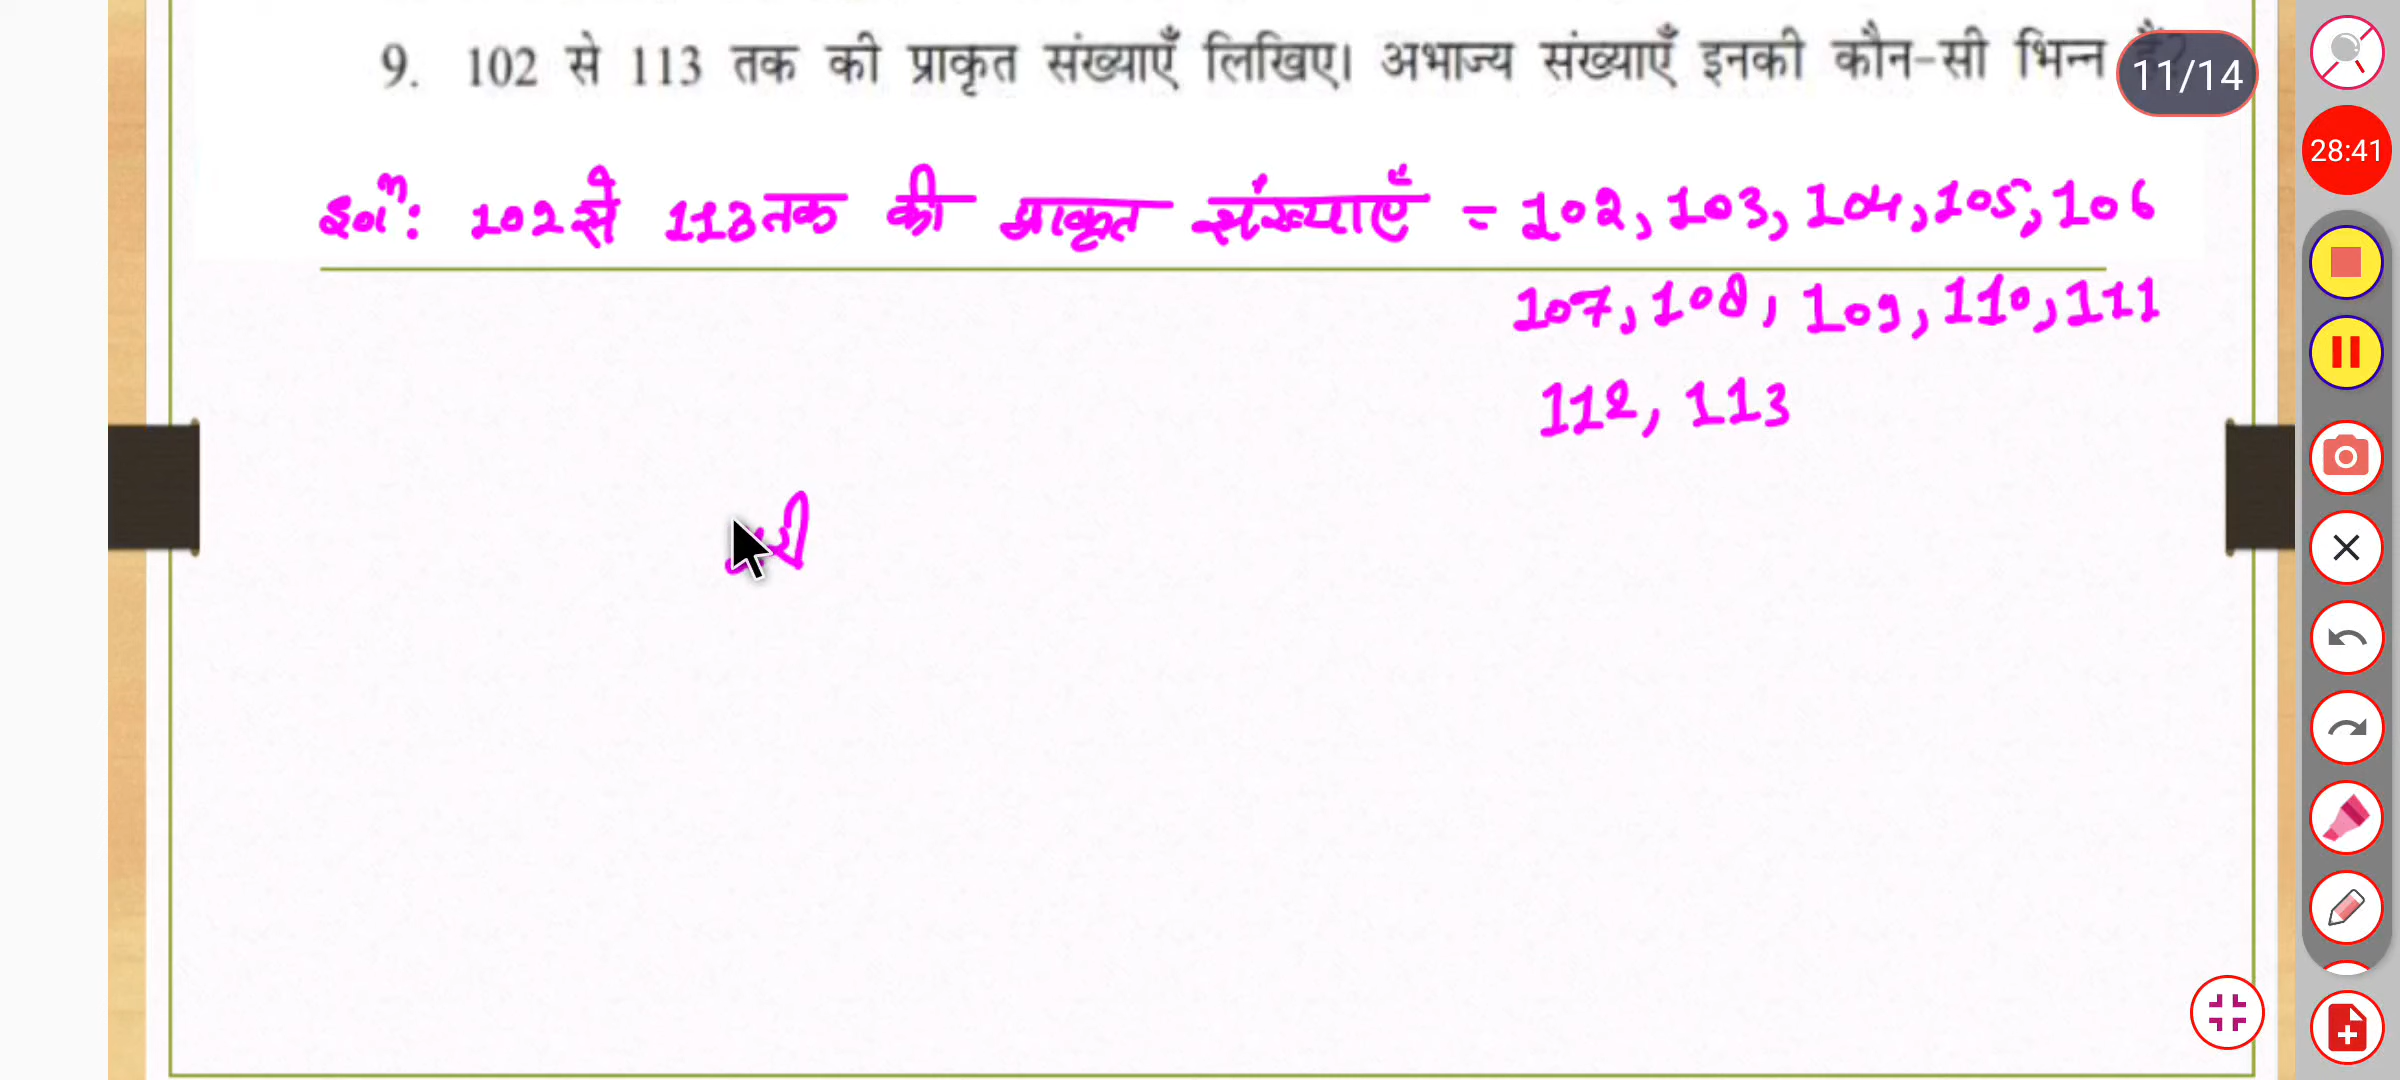 9. 102 से 113 तक की प्राकृत संख्याएँ लिखिए। अभाज्य संख्याएँ इनकी कौन-सी भिन्न हैं?
11/14
28:41
Solⁿ: 102 से 113 तक की प्राकृत संख्याएँ = 102, 103, 104, 105, 106
107, 108, 109, 110, 111
112, 113